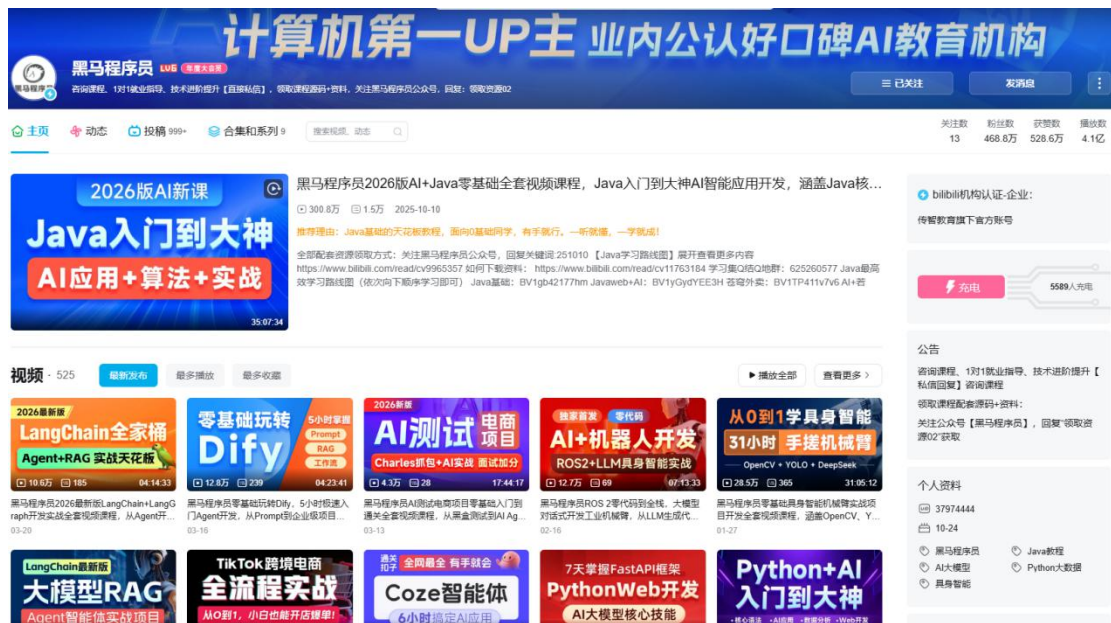 计算机第一UP主 业内公认好口碑AI教育机构
黑马程序员 LV6 年度大会员
咨询课程、1对1就业指导、技术进阶提升【直接私信】，领取课程源码+资料，关注黑马程序员公众号，回复：领取资源02
已关注
发消息
主页 动态 投稿 999+ 合集和系列 9 搜索视频、动态
关注数 粉丝数 获赞数 播放数
13 468.8万 528.6万 4.1亿
2026版AI新课
Java入门到大神
AI应用+算法+实战
35:07:34
黑马程序员2026版AI+Java零基础全套视频课程，Java入门到大神AI智能应用开发，涵盖Java核...
300.8万 1.5万 2025-10-10
推荐理由：Java基础的天花板教程，面向0基础同学，有手就行。一听就懂，一学就成！
全部配套资源领取方式：关注黑马程序员公众号，回复关键词:251010 【Java学习路线图】展开查看更多内容
https://www.bilibili.com/read/cv9965357 如何下载资料： https://www.bilibili.com/read/cv11763184 学习集Q结Q地群：625260577 Java最高
效学习路线图（依次向下顺序学习即可） Java基础：BV1gb42177hm Javaweb+AI：BV1yGydYEE3H 苍穹外卖：BV1TP411v7v6 AI+若
bilibili机构认证-企业：
传智教育旗下官方账号
充电
5589人充电
公告
咨询课程、1对1就业指导、技术进阶提升【
私信回复】咨询课程
领取课程配套源码+资料：
关注公众号【黑马程序员】，回复"领取资
源02"获取
个人资料
37974444
10-24
黑马程序员 Java教程
AI大模型 Python大数据
具身智能
视频 · 525 最新发布 最多播放 最多收藏
播放全部 查看更多
2026最新版
LangChain全家桶
Agent+RAG 实战天花板
10.6万 185 04:14:33
黑马程序员2026最新版LangChain+LangG
raph开发实战全套视频课程，从Agent开...
03-20
零基础玩转
Dify
5小时掌握
Prompt
RAG
工作流
12.8万 239 04:23:41
黑马程序员零基础玩转Dify，5小时极速入
门Agent开发，从Prompt到企业级项目...
03-16
2026新版
AI测试 电商项目
Charles抓包+AI实战 面试加分
4.3万 28 17:44:17
黑马程序员AI测试电商项目零基础入门到
通关全套视频课程，从黑盒测试到AI Ag...
03-13
独家首发 零代码
AI+机器人开发
ROS2+LLM具身智能实战
12.7万 69 07:13:33
黑马程序员ROS 2零代码到全栈，大模型
对话式开发工业机械臂，从LLM生成代...
02-16
从0到1学具身智能
31小时 手搓机械臂
OpenCV + YOLO + DeepSeek
28.5万 365 31:05:12
黑马程序员零基础具身智能机械臂实战项
目开发全套视频课程，涵盖OpenCV、Y...
01-27
LangChain最新版
大模型RAG
Agent智能体实战项目
TikTok跨境电商
全流程实战
从0到1，小白也能开店爆单！
通关扣子 全网最全 有手就会
Coze智能体
6小时搞定AI应用
7天掌握FastAPI框架
PythonWeb开发
AI大模型核心技能
Python+AI
入门到大神
·核心语法 ·AI应用 ·数据分析 ·Web开发